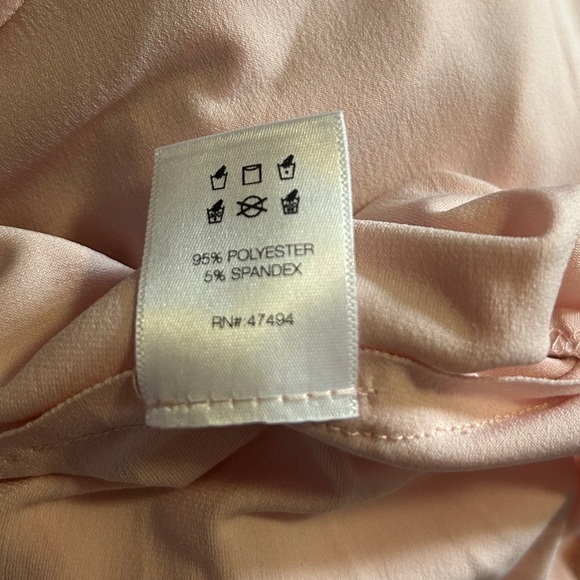 95% POLYESTER
5% SPANDEX
RN# 47494